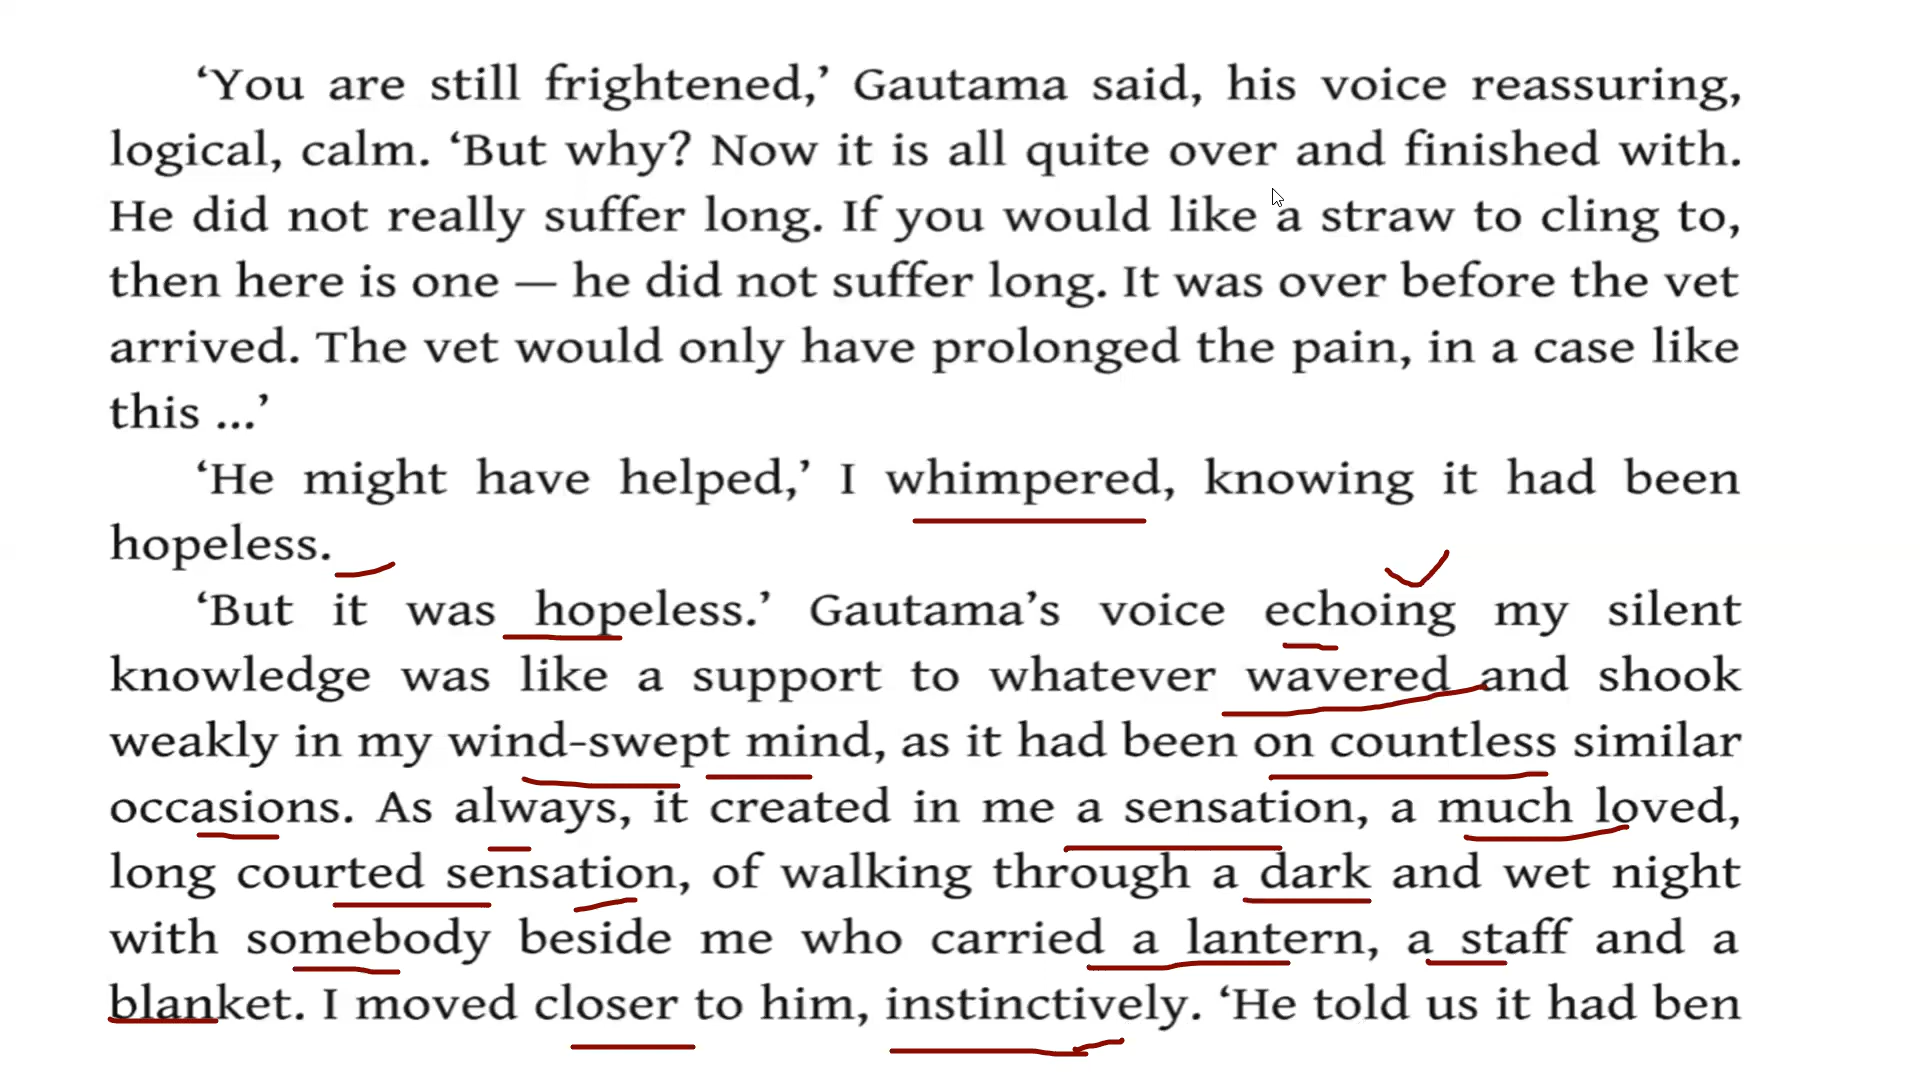 ‘You are still frightened,’ Gautama said, his voice reassuring,
logical, calm. ‘But why? Now it is all quite over and finished with.
He did not really suffer long. If you would like a straw to cling to,
then here is one — he did not suffer long. It was over before the vet
arrived. The vet would only have prolonged the pain, in a case like
this ...’
‘He might have helped,’ I whimpered, knowing it had been
hopeless.
‘But it was hopeless.’ Gautama’s voice echoing my silent
knowledge was like a support to whatever wavered and shook
weakly in my wind-swept mind, as it had been on countless similar
occasions. As always, it created in me a sensation, a much loved,
long courted sensation, of walking through a dark and wet night
with somebody beside me who carried a lantern, a staff and a
blanket. I moved closer to him, instinctively. ‘He told us it had ben